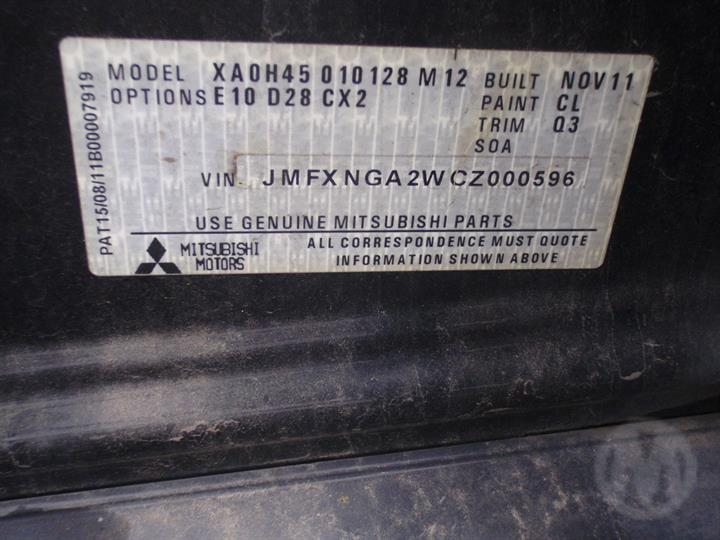 MODEL XA0H45 010128 M12 BUILT NOV11
OPTIONS E10 D28 CX2 PAINT CL
TRIM Q3
SOA
VIN JMFXNGA2WCZ000596
USE GENUINE MITSUBISHI PARTS
MITSUBISHI MOTORS
ALL CORRESPONDENCE MUST QUOTE
INFORMATION SHOWN ABOVE
PAT15/08/11B00007919
M